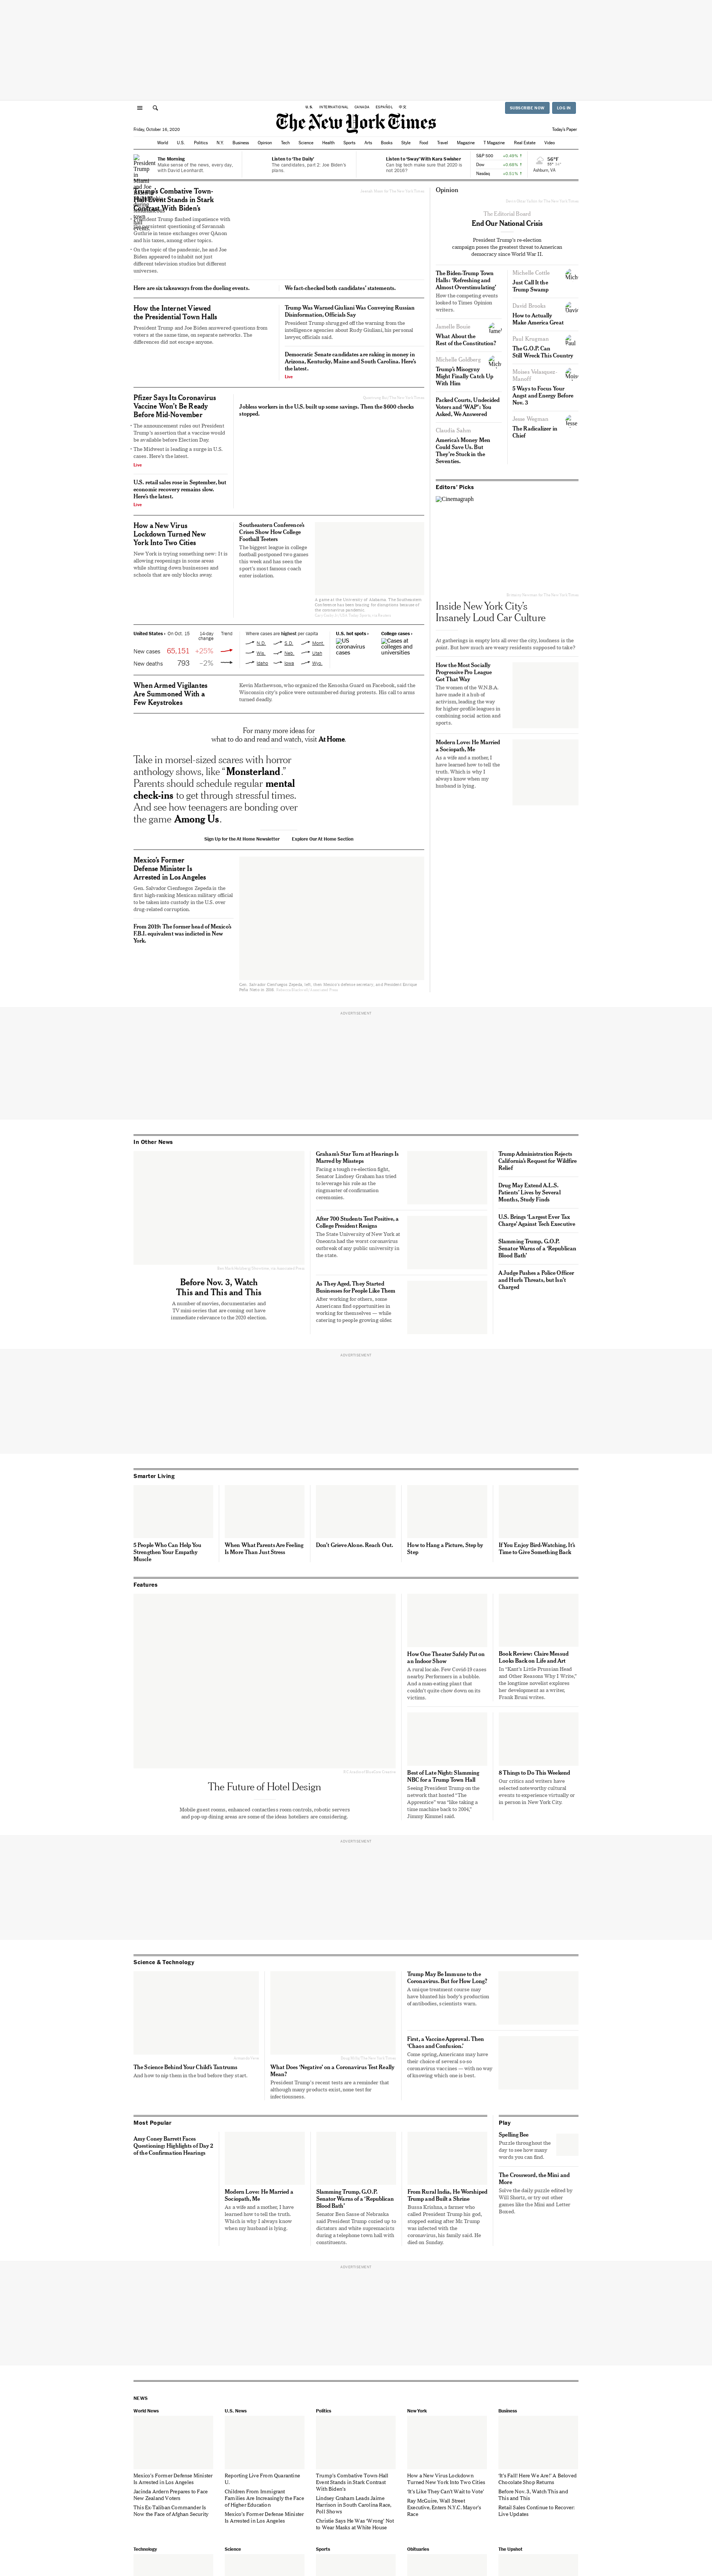 U.S. INTERNATIONAL CANADA ESPAÑOL 中文
SUBSCRIBE NOW LOG IN
The New York Times
Friday, October 16, 2020
Today's Paper
World U.S. Politics N.Y. Business Opinion Tech Science Health Sports Arts Books Style Food Travel Magazine T Magazine Real Estate Video
The Morning
Make sense of the news, every day, with David Leonhardt
Listen to 'The Daily'
The candidates, part 2: Joe Biden's plans.
Listen to 'Sway' With Kara Swisher
Can big tech make sure that 2020 is not 2016?
Trump's Combative Town-
Hall Event Stands in Stark
Contrast With Biden's
President Trump flashed impatience with
persistent questioning of Savannah
Guthrie in tense exchanges over QAnon
and his taxes, among other topics.
On the topic of the pandemic, he and Joe
Biden appeared to inhabit not just
different television studios but different
universes.
Here are six takeaways from the dueling events.
We fact-checked both candidates' statements.
How the Internet Viewed
the Presidential Town Halls
President Trump and Joe Biden answered questions from
voters at the same time, on separate networks. The
differences did not escape anyone.
Trump Was Warned Giuliani Was Conveying Russian
Disinformation, Officials Say
President Trump shrugged off the warning from the
intelligence agencies about Rudy Giuliani, his personal
lawyer, officials said.
Democratic Senate candidates are raking in money in
Arizona, Kentucky, Maine and South Carolina. Here's
the latest.
Live
Pfizer Says Its Coronavirus
Vaccine Won't Be Ready
Before Mid-November
The announcement rules out President
Trump's assertion that a vaccine would
be available before Election Day.
The Midwest is leading a surge in U.S.
cases. Here's the latest.
Live
U.S. retail sales rose in September, but
economic recovery remains slow.
Here's the latest.
Live
Jobless workers in the U.S. built up some savings. Then the $600 checks
stopped.
How a New Virus
Lockdown Turned New
York Into Two Cities
New York is trying something new: It is
allowing reopenings in some areas
while shutting down businesses and
schools that are only blocks away.
Southeastern Conference's
Crises Show How College
Football Teeters
The biggest league in college
football postponed two games
this week and has seen the
sport's most famous coach
enter isolation.
A game at the University of Alabama. The Southeastern
Conference has been bracing for disruptions because of
the coronavirus pandemic.
United States › On Oct. 15 14-day change Trend
New cases 65,151 +25%
New deaths 793 –2%
Where cases are highest per capita
N.D. S.D. Mont.
Wis. Neb. Utah
Idaho Iowa Wyo.
U.S. hot spots ›
US coronavirus cases
College cases ›
Cases at colleges and universities
When Armed Vigilantes
Are Summoned With a
Few Keystrokes
Kevin Mathewson, who organized the Kenosha Guard on Facebook, said the
Wisconsin city's police were outnumbered during protests. His call to arms
turned deadly.
For many more ideas for
what to do and read and watch, visit At Home.
Take in morsel-sized scares with horror
anthology shows, like "Monsterland."
Parents should schedule regular mental
check-ins to get through stressful times.
And see how teenagers are bonding over
the game Among Us.
Sign Up for the At Home Newsletter
Explore Our At Home Section
Mexico's Former
Defense Minister Is
Arrested in Los Angeles
Gen. Salvador Cienfuegos Zepeda is the
first high-ranking Mexican military official
to be taken into custody in the U.S. over
drug-related corruption.
From 2019: The former head of Mexico's
F.B.I. equivalent was indicted in New
York.
Gen. Salvador Cienfuegos Zepeda, left, then Mexico's defense secretary, and President Enrique
Peña Nieto in 2016.
S&P 500 +0.49% ↑
Dow
Nasdaq
56°F
Ashburn, VA
Opinion
The Editorial Board
End Our National Crisis
President Trump's re-election
campaign poses the greatest threat to American
democracy since World War II.
The Biden-Trump Town
Halls: 'Refreshing and
Almost Overstimulating'
How the competing events
looked to Times Opinion
writers.
Jamelle Bouie
What About the
Rest of the Constitution?
Michelle Goldberg
Trump's Misogyny
Might Finally Catch Up
With Him
Packed Courts, Undecided
Voters and 'WAP': You
Asked, We Answered
Claudia Sahm
America's Money Men
Could Save Us. But
They're Stuck in the
Seventies.
Michelle Cottle
Just Call It the
Trump Swamp
David Brooks
How to Actually
Make America Great
Paul Krugman
The G.O.P. Can
Still Wreck This Country
Moises Velasquez-
Manoff
5 Ways to Focus Your
Angst and Energy Before
Nov. 3
Jesse Wegman
The Radicalizer in
Chief
Editors' Picks
Cinemagraph
Inside New York City's
Insanely Loud Car Culture
At gatherings in empty lots all over the city, loudness is the
point. But how much are weary residents supposed to take?
How the Most Socially
Progressive Pro League
Got That Way
The women of the W.N.B.A.
have made it a hub of
activism, leading the way
for higher-profile leagues in
combining social action and
sports.
Modern Love: He Married
a Sociopath, Me
As a wife and a mother, I
have learned how to tell the
truth. Which is why I
always know when my
husband is lying.
ADVERTISEMENT
In Other News
Before Nov. 3, Watch
This and This and This
A number of movies, documentaries and
TV mini series that are coming out have
immediate relevance to the 2020 election.
Graham's Star Turn at Hearings Is
Marred by Missteps
Facing a tough re-election fight,
Senator Lindsey Graham has tried
to leverage his role as the
ringmaster of confirmation
ceremonies.
After 700 Students Test Positive, a
College President Resigns
The State University of New York at
Oneonta had the worst coronavirus
outbreak of any public university in
the state.
As They Aged, They Started
Businesses for People Like Them
After working for others, some
Americans find opportunities in
working for themselves — while
catering to people growing older.
Trump Administration Rejects
California's Request for Wildfire
Relief
Drug May Extend A.L.S.
Patients' Lives by Several
Months, Study Finds
U.S. Brings 'Largest Ever Tax
Charge' Against Tech Executive
Slamming Trump, G.O.P.
Senator Warns of a 'Republican
Blood Bath'
A Judge Pushes a Police Officer
and Hurls Threats, but Isn't
Charged
ADVERTISEMENT
Smarter Living
5 People Who Can Help You
Strengthen Your Empathy
Muscle
When What Parents Are Feeling
Is More Than Just Stress
Don't Grieve Alone. Reach Out.
How to Hang a Picture, Step by
Step
If You Enjoy Bird-Watching, It's
Time to Give Something Back
Features
The Future of Hotel Design
Mobile guest rooms, enhanced contactless room controls, robotic servers
and pop-up dining areas are some of the ideas hoteliers are considering.
How One Theater Safely Put on
an Indoor Show
A rural locale. Few Covid-19 cases
nearby. Performers in a bubble.
And a man-eating plant that
couldn't quite chow down on its
victims.
Book Review: Claire Messud
Looks Back on Life and Art
In "Kant's Little Prussian Head
and Other Reasons Why I Write,"
the longtime novelist explores
her development as a writer,
Frank Bruni writes.
Best of Late Night: Slamming
NBC for a Trump Town Hall
Seeing President Trump on the
network that hosted "The
Apprentice" was "like taking a
time machine back to 2004,"
Jimmy Kimmel said.
8 Things to Do This Weekend
Our critics and writers have
selected noteworthy cultural
events to experience virtually or
in person in New York City.
ADVERTISEMENT
Science & Technology
The Science Behind Your Child's Tantrums
And how to nip them in the bud before they start.
What Does 'Negative' on a Coronavirus Test Really
Mean?
President Trump's recent tests are a reminder that
although many products exist, none test for
infectiousness.
Trump May Be Immune to the
Coronavirus. But for How Long?
A unique treatment course may
have blunted his body's production
of antibodies, scientists warn.
First, a Vaccine Approval. Then
'Chaos and Confusion.'
Come spring, Americans may have
their choice of several so-so
coronavirus vaccines — with no way
of knowing which one is best.
Most Popular
Amy Coney Barrett Faces
Questioning: Highlights of Day 2
of the Confirmation Hearings
Modern Love: He Married a
Sociopath, Me
As a wife and a mother, I have
learned how to tell the truth.
Which is why I always know
when my husband is lying.
Slamming Trump, G.O.P.
Senator Warns of a 'Republican
Blood Bath'
Senator Ben Sasse of Nebraska
said President Trump cozied up to
dictators and white supremacists
during a telephone town hall with
constituents.
From Rural India, He Worshiped
Trump and Built a Shrine
Bussa Krishna, a farmer who
called President Trump his god,
stopped eating after Mr. Trump
was infected with the
coronavirus, his family said. He
died on Sunday.
Play
Spelling Bee
Puzzle throughout the
day to see how many
words you can find.
The Crossword, the Mini and
More
Solve the daily puzzle edited by
Will Shortz, or try out other
games like the Mini and Letter
Boxed.
ADVERTISEMENT
NEWS
World News
Mexico's Former Defense Minister
Is Arrested in Los Angeles
Jacinda Ardern Prepares to Face
New Zealand Voters
This Ex-Taliban Commander Is
Now the Face of Afghan Security
U.S. News
Reporting Live From Quarantine
U.
Children From Immigrant
Families Are Increasingly the Face
of Higher Education
Mexico's Former Defense Minister
Is Arrested in Los Angeles
Politics
Trump's Combative Town-Hall
Event Stands in Stark Contrast
With Biden's
Lindsey Graham Leads Jaime
Harrison in South Carolina Race,
Poll Shows
Christie Says He Was 'Wrong' Not
to Wear Masks at White House
New York
How a New Virus Lockdown
Turned New York Into Two Cities
'It's Like They Can't Wait to Vote'
Ray McGuire, Wall Street
Executive, Enters N.Y.C. Mayor's
Race
Business
'It's Fall! Here We Are!' A Beloved
Chocolate Shop Returns
Before Nov. 3, Watch This and
This and This
Retail Sales Continue to Recover:
Live Updates
Technology Science Sports Obituaries The Upshot